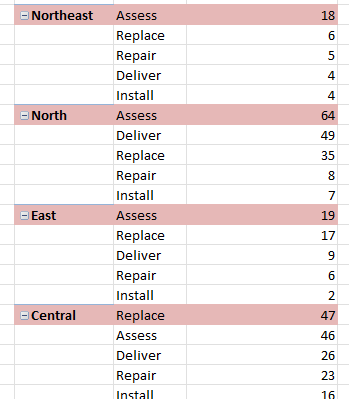 Northeast Assess 18
Replace 6
Repair 5
Deliver 4
Install 4
North Assess 64
Deliver 49
Replace 35
Repair 8
Install 7
East Assess 19
Replace 17
Deliver 9
Repair 6
Install 2
Central Replace 47
Assess 46
Deliver 26
Repair 23
Install 16